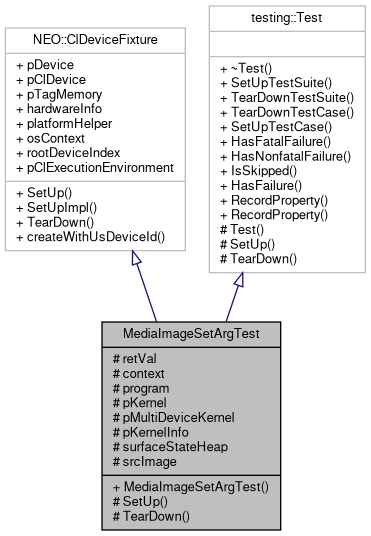 NEO::ClDeviceFixture
+ pDevice
+ pClDevice
+ pTagMemory
+ hardwareInfo
+ platformHelper
+ osContext
+ rootDeviceIndex
+ pClExecutionEnvironment
+ SetUp()
+ SetUpImpl()
+ TearDown()
+ createWithUsDeviceId()
testing::Test
+ ~Test()
+ SetUpTestSuite()
+ TearDownTestSuite()
+ TearDownTestCase()
+ SetUpTestCase()
+ HasFatalFailure()
+ HasNonfatalFailure()
+ IsSkipped()
+ HasFailure()
+ RecordProperty()
+ RecordProperty()
# Test()
# SetUp()
# TearDown()
MediaImageSetArgTest
# retVal
# context
# program
# pKernel
# pMultiDeviceKernel
# pKernelInfo
# surfaceStateHeap
# srcImage
+ MediaImageSetArgTest()
# SetUp()
# TearDown()